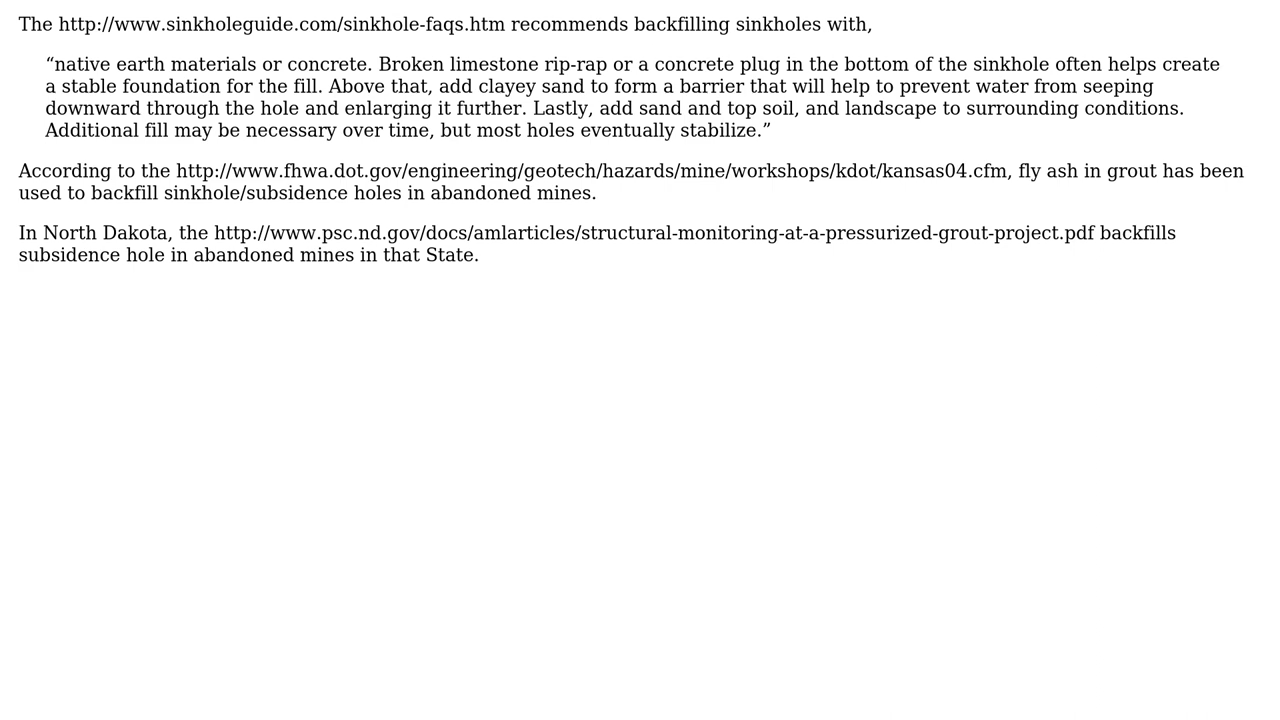 The http://www.sinkholeguide.com/sinkhole-faqs.htm recommends backfilling sinkholes with,
“native earth materials or concrete. Broken limestone rip-rap or a concrete plug in the bottom of the sinkhole often helps create
a stable foundation for the fill. Above that, add clayey sand to form a barrier that will help to prevent water from seeping
downward through the hole and enlarging it further. Lastly, add sand and top soil, and landscape to surrounding conditions.
Additional fill may be necessary over time, but most holes eventually stabilize.”
According to the http://www.fhwa.dot.gov/engineering/geotech/hazards/mine/workshops/kdot/kansas04.cfm, fly ash in grout has been
used to backfill sinkhole/subsidence holes in abandoned mines.
In North Dakota, the http://www.psc.nd.gov/docs/amlarticles/structural-monitoring-at-a-pressurized-grout-project.pdf backfills
subsidence hole in abandoned mines in that State.